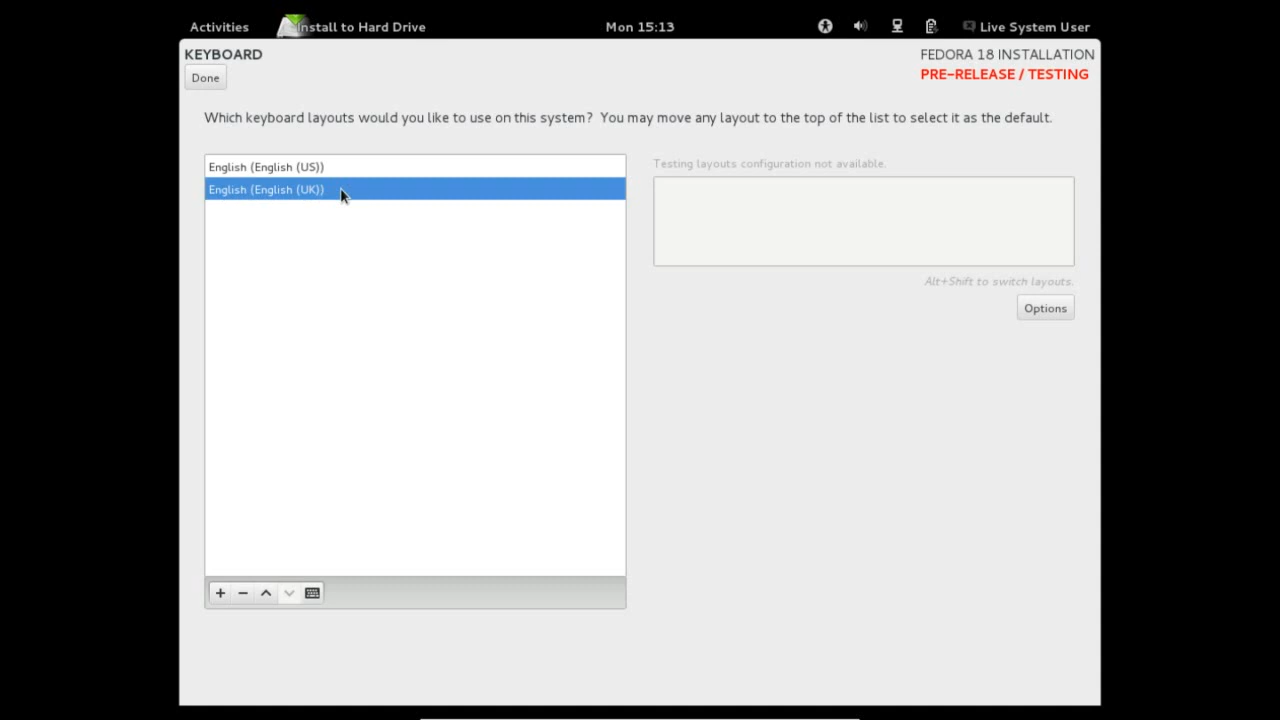 Activities Install to Hard Drive Mon 15:13 Live System User
KEYBOARD FEDORA 18 INSTALLATION
Done PRE-RELEASE / TESTING
Which keyboard layouts would you like to use on this system? You may move any layout to the top of the list to select it as the default.
English (English (US))
English (English (UK))
Testing layouts configuration not available.
Alt+Shift to switch layouts.
Options